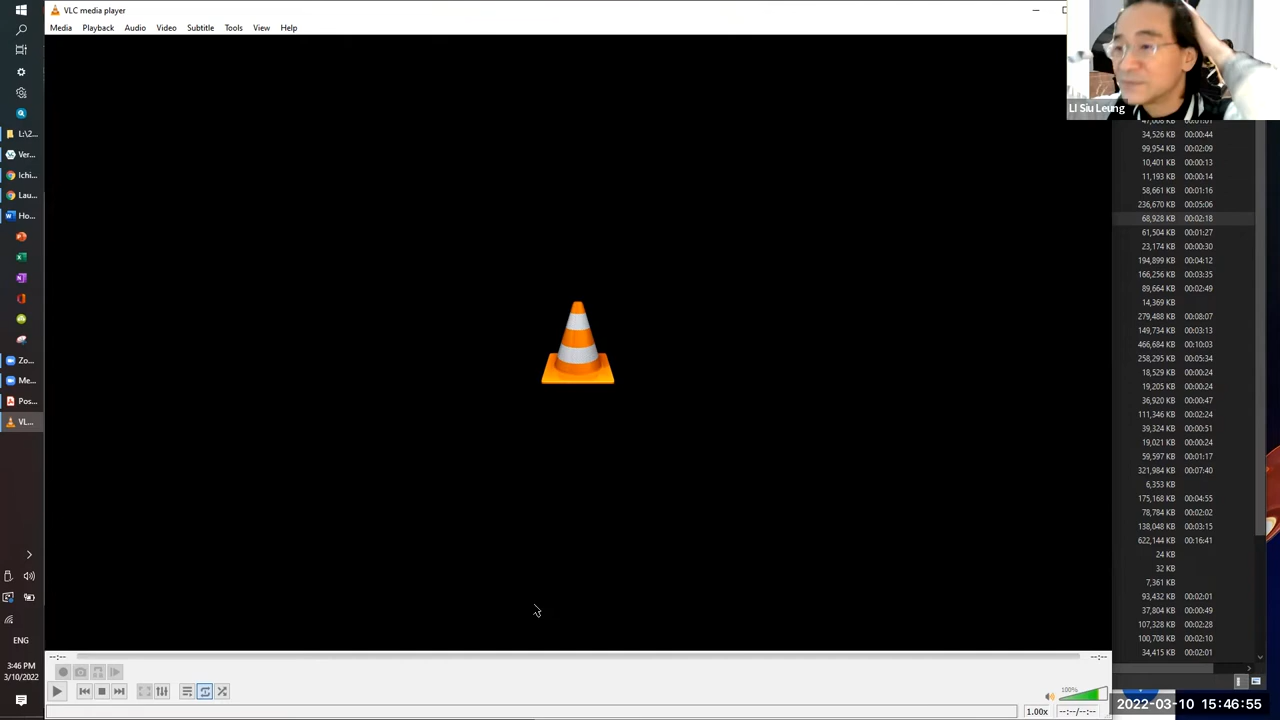 VLC media player
Media Playback Audio Video Subtitle Tools View Help
LI Siu Leung
L:\2...
Ver...
Ichi...
Lau...
Ho...
Zo...
Me...
Pos...
VL...
34,526 KB 00:00:44
99,954 KB 00:02:09
10,401 KB 00:00:13
11,193 KB 00:00:14
58,661 KB 00:01:16
236,670 KB 00:05:06
68,928 KB 00:02:18
61,504 KB 00:01:27
23,174 KB 00:00:30
194,899 KB 00:04:12
166,256 KB 00:03:35
89,664 KB 00:02:49
14,369 KB
279,488 KB 00:08:07
149,734 KB 00:03:13
466,684 KB 00:10:03
258,295 KB 00:05:34
18,529 KB 00:00:24
19,205 KB 00:00:24
36,920 KB 00:00:47
111,346 KB 00:02:24
39,324 KB 00:00:51
19,021 KB 00:00:24
59,597 KB 00:01:17
321,984 KB 00:07:40
6,353 KB
175,168 KB 00:04:55
78,784 KB 00:02:02
138,048 KB 00:03:15
622,144 KB 00:16:41
24 KB
32 KB
7,361 KB
93,432 KB 00:02:01
37,804 KB 00:00:49
107,328 KB 00:02:28
100,708 KB 00:02:10
34,415 KB 00:02:01
ENG
3:46 PM
3/10/2022
--:-- --:--
100%
1.00x --:--/--:--
2022-03-10 15:46:55